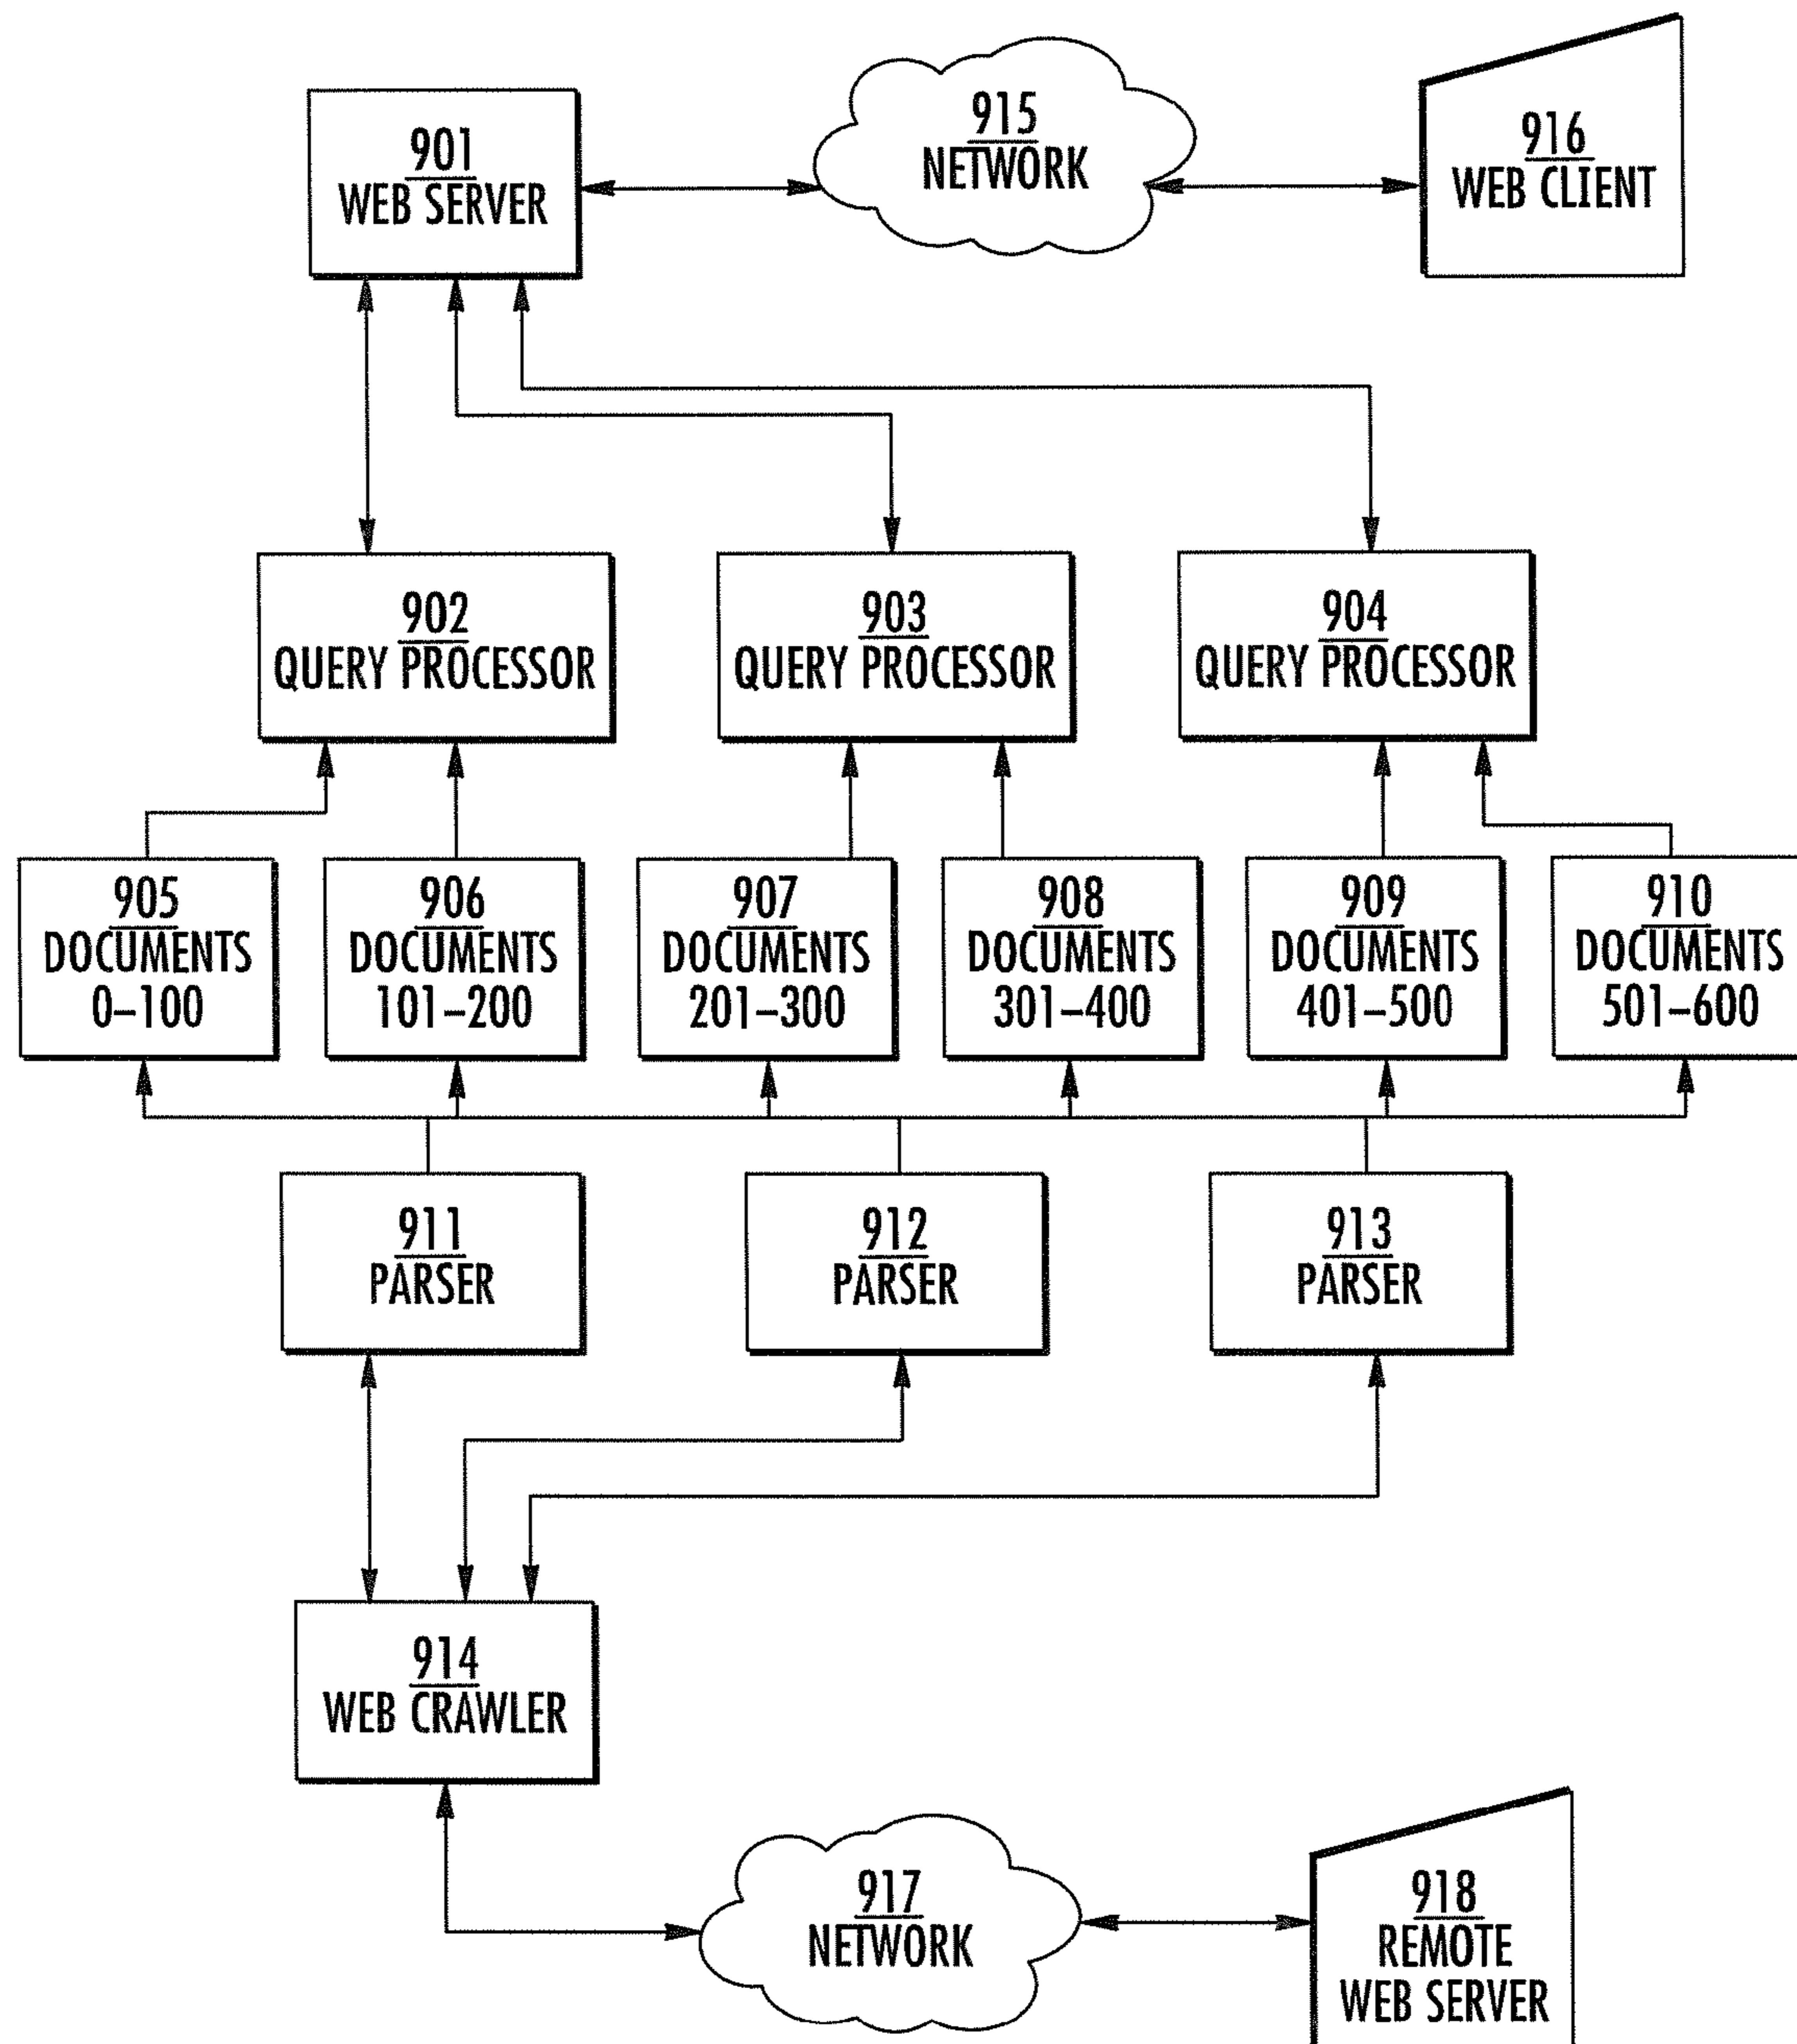 901
WEB SERVER
915
NETWORK
916
WEB CLIENT
902
QUERY PROCESSOR
903
QUERY PROCESSOR
904
QUERY PROCESSOR
905
DOCUMENTS
0–100
906
DOCUMENTS
101–200
907
DOCUMENTS
201–300
908
DOCUMENTS
301–400
909
DOCUMENTS
401–500
910
DOCUMENTS
501–600
911
PARSER
912
PARSER
913
PARSER
914
WEB CRAWLER
917
NETWORK
918
REMOTE
WEB SERVER